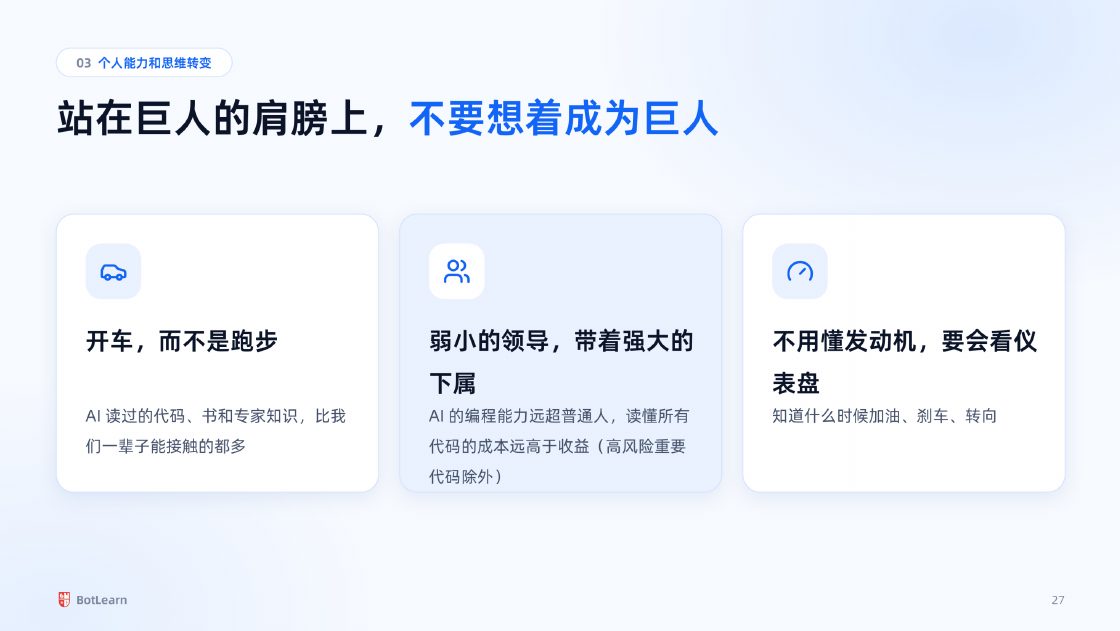 03 个人能力和思维转变
站在巨人的肩膀上，不要想着成为巨人
开车，而不是跑步
AI 读过的代码、书和专家知识，比我
们一辈子能接触的都多
弱小的领导，带着强大的
下属
AI 的编程能力远超普通人，读懂所有
代码的成本远高于收益（高风险重要
代码除外）
不用懂发动机，要会看仪
表盘
知道什么时候加油、刹车、转向
BotLearn
27